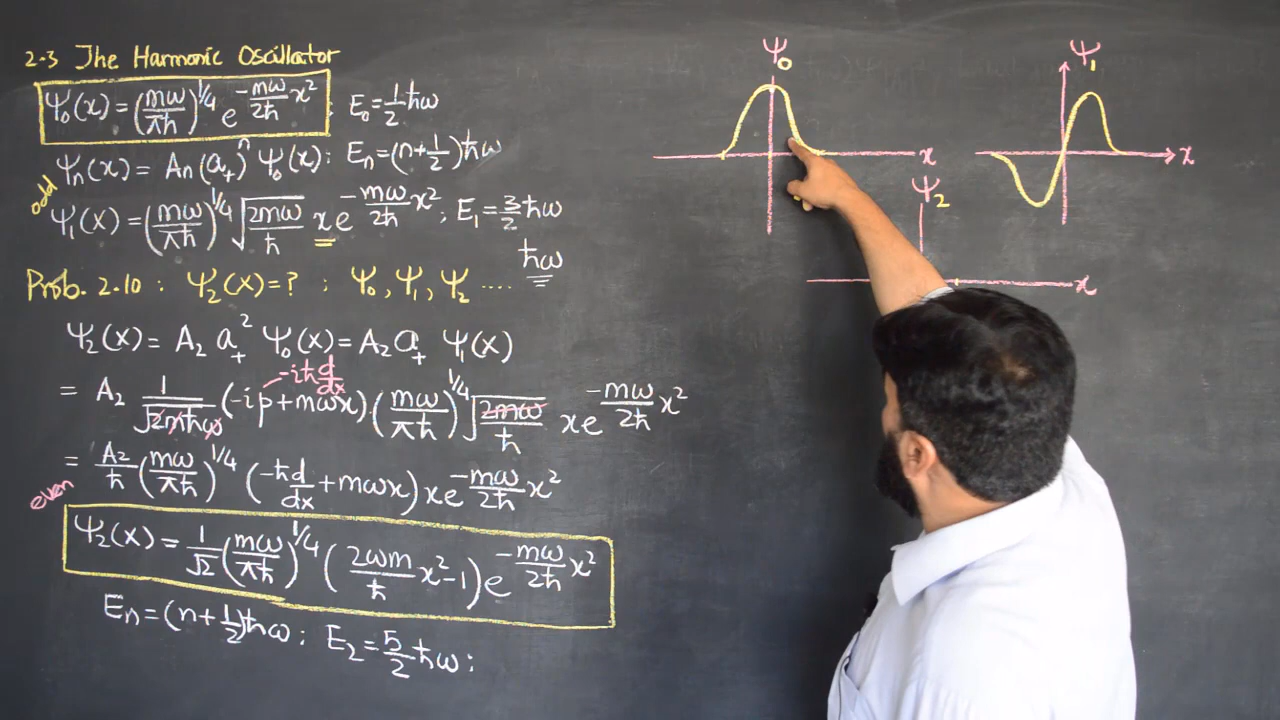 2.3 The Harmonic Oscillator
Ψ₀(x) = (mω/πħ)^1/4 e^(-mω/2ħ x²) ; E₀ = 1/2 ħω
Ψn(x) = An (a₊)^n Ψ₀(x) : En = (n+1/2)ħω
odd
Ψ₁(x) = (mω/πħ)^1/4 √(2mω/ħ) x e^(-mω/2ħ x²) ; E₁ = 3/2 ħω
ħω
Prob. 2.10 : Ψ₂(x) = ? ; Ψ₀, Ψ₁, Ψ₂ ....
Ψ₂(x) = A₂ a₊² Ψ₀(x) = A₂ a₊ Ψ₁(x)
-iħ d/dx
= A₂ 1/√(2mħω) (-ip + mωx) (mω/πħ)^1/4 √(2mω/ħ) x e^(-mω/2ħ x²)
= A₂/ħ (mω/πħ)^1/4 (-ħd/dx + mωx) x e^(-mω/2ħ x²)
even
Ψ₂(x) = 1/√2 (mω/πħ)^1/4 (2ωm/ħ x² - 1) e^(-mω/2ħ x²)
En = (n+1/2)ħω ; E₂ = 5/2 ħω ;
Ψ₀
x
Ψ₁
x
Ψ₂
x